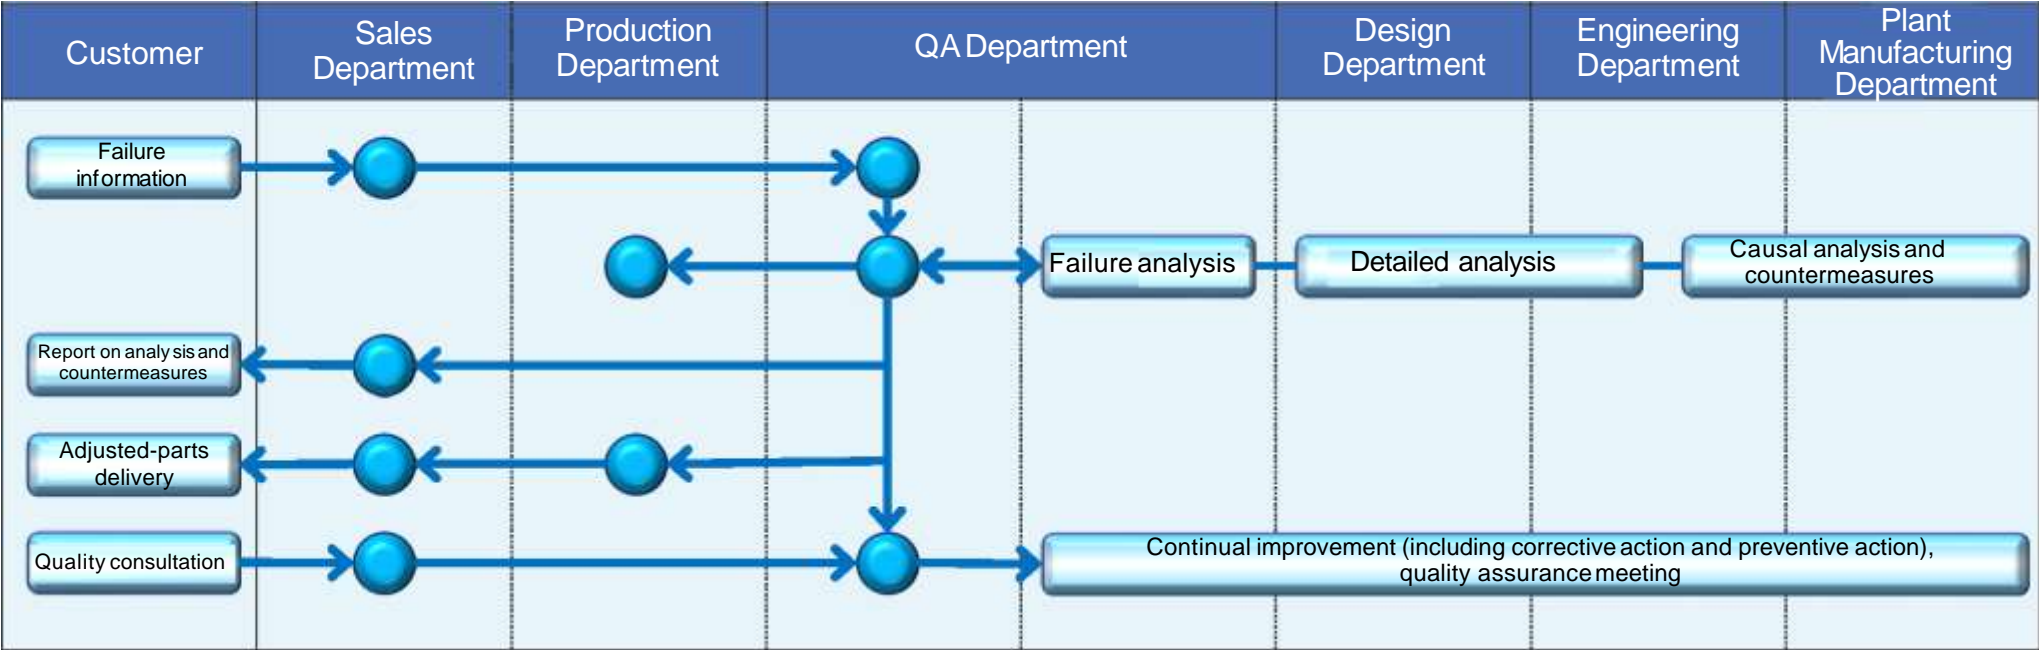 Customer
Sales
Department
Production
Department
QA Department
Design
Department
Engineering
Department
Plant
Manufacturing
Department
Failure
information
Failure analysis
Detailed analysis
Causal analysis and
countermeasures
Report on analysis and
countermeasures
Adjusted-parts
delivery
Quality consultation
Continual improvement (including corrective action and preventive action),
quality assurance meeting